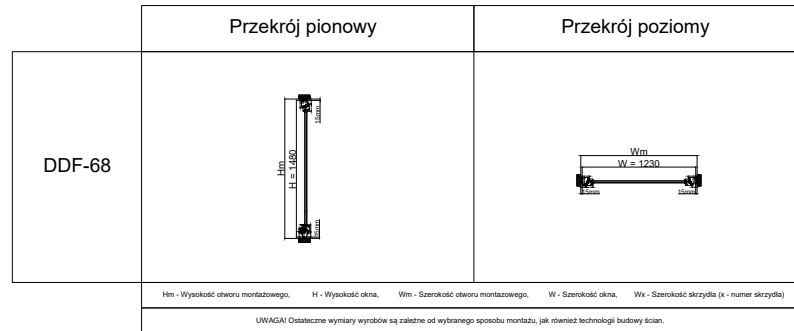 Przekrój pionowy
Przekrój poziomy
DDF-68
Hm
H = 1480
15mm
15mm
Wm
W = 1230
15mm
15mm
Hm - Wysokość otworu montażowego, H - Wysokość okna, Wm - Szerokość otworu montazowego, W - Szerokość okna, Wx - Szerokość skrzydła (x - numer skrzydła)
UWAGA! Ostateczne wymiary wyrobów są zależne od wybranego sposobu montażu, jak również technologii budowy ścian.